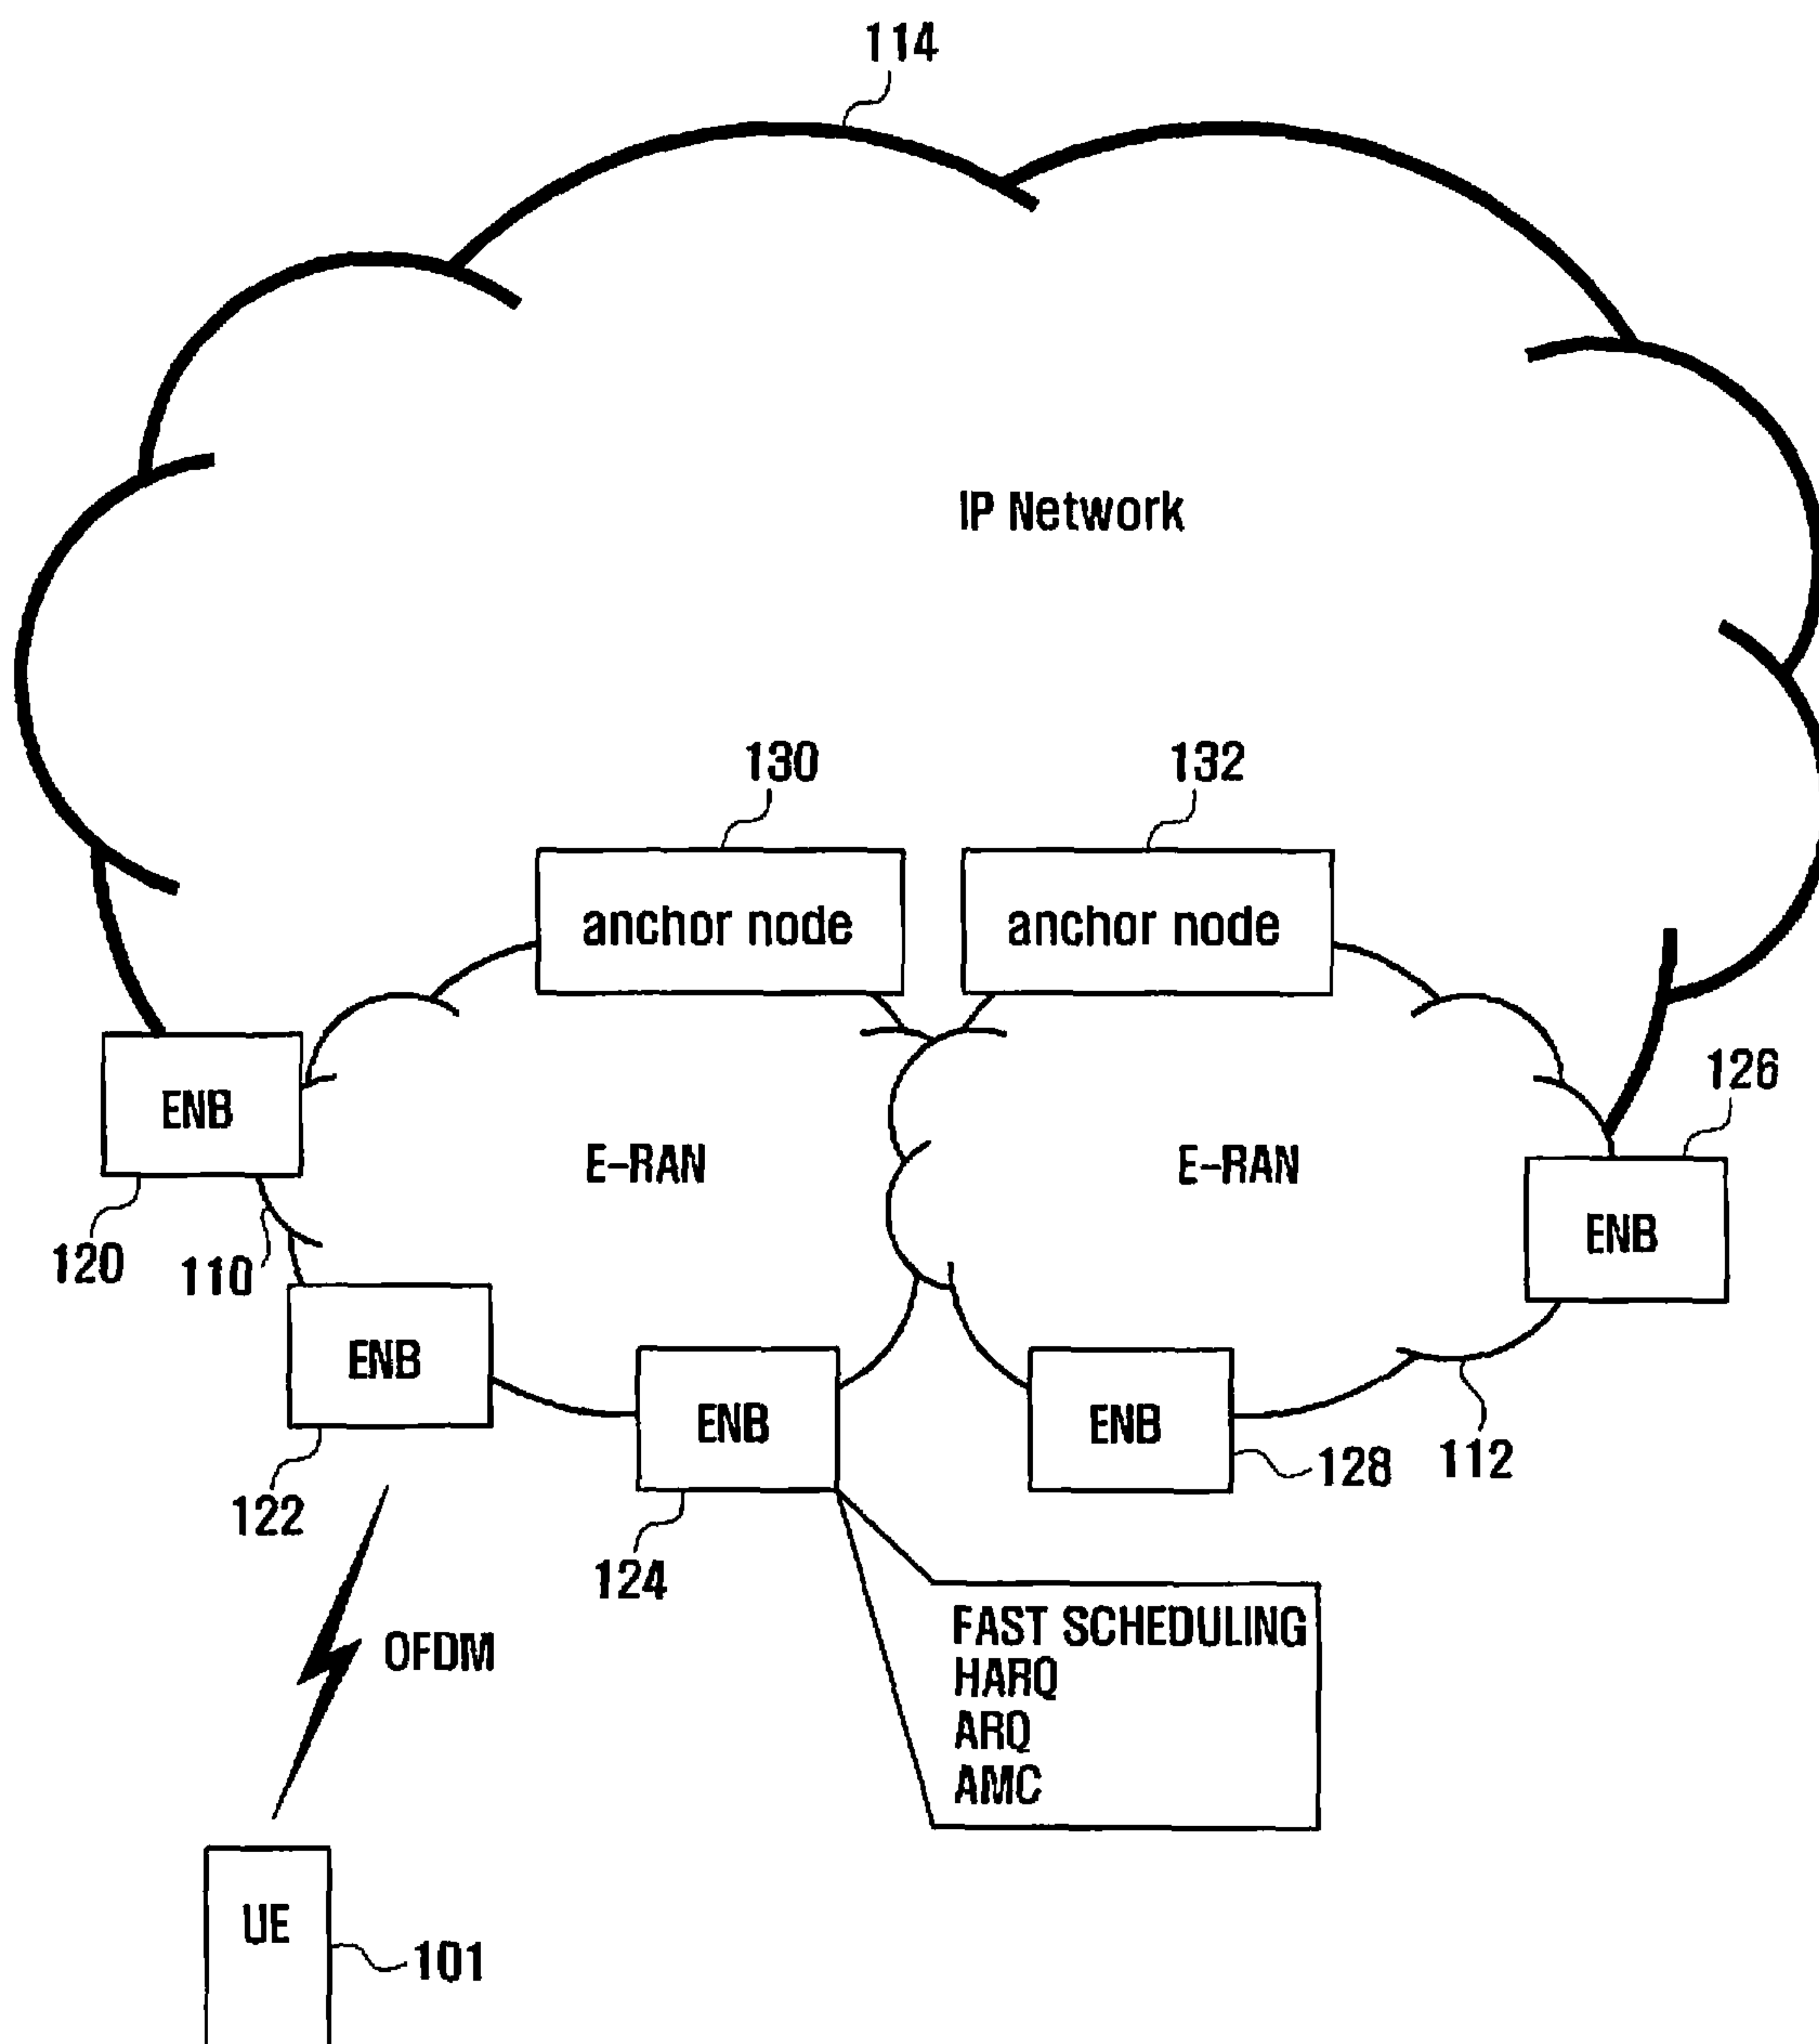 114
IP Network
130
132
anchor node
anchor node
126
ENB
E-RAN
E-RAN
ENB
120
110
ENB
ENB
ENB
128
112
122
124
FAST SCHEDULING
HARQ
ARQ
AMC
OFDM
UE
101